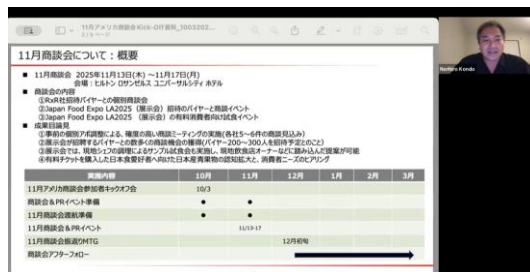 11月アメリカ商談会Kick-Off資料_1003202...
2 / 9 ページ
11月商談会について：概要
■ 11月商談会 2025年11月13日(木) ～11月17日(月)
会場：ヒルトン ロサンゼルス ユニバーサルシティ ホテル
■ 商談会の内容
①RxR社招待バイヤーとの個別商談会
②Japan Food Expo LA2025 （展示会）招待のバイヤーと商談イベント
③Japan Food Expo LA2025 （展示会）の有料消費者向け試食イベント
■ 成果目論見
①事前の個別アポ調整による、確度の高い商談ミーティングの実施(各社5～6件の商談見込み)
②展示会が招聘するバイヤーとの数多くの商談機会の獲得(バイヤー200～300人を招待予定とのこと)
③展示会では、現地シェフの調理によるサンプル試食会も実施し、現地飲食店オーナーなどに踏み込んだ提案が可能
④有料チケットを購入した日本食愛好者へ向けた日本産青果物の認知拡大と、消費者ニーズのヒアリング
実施内容 10月 11月 12月 1月 2月 3月
11月アメリカ商談会参加者キックオフ会 10/3
商談会＆PRイベント準備 ● ●
11月商談会渡航準備 ● ●
11月商談会＆PRイベント 11/13-17
11月商談会振返りMTG 12月初旬
商談会アフターフォロー
Kondo